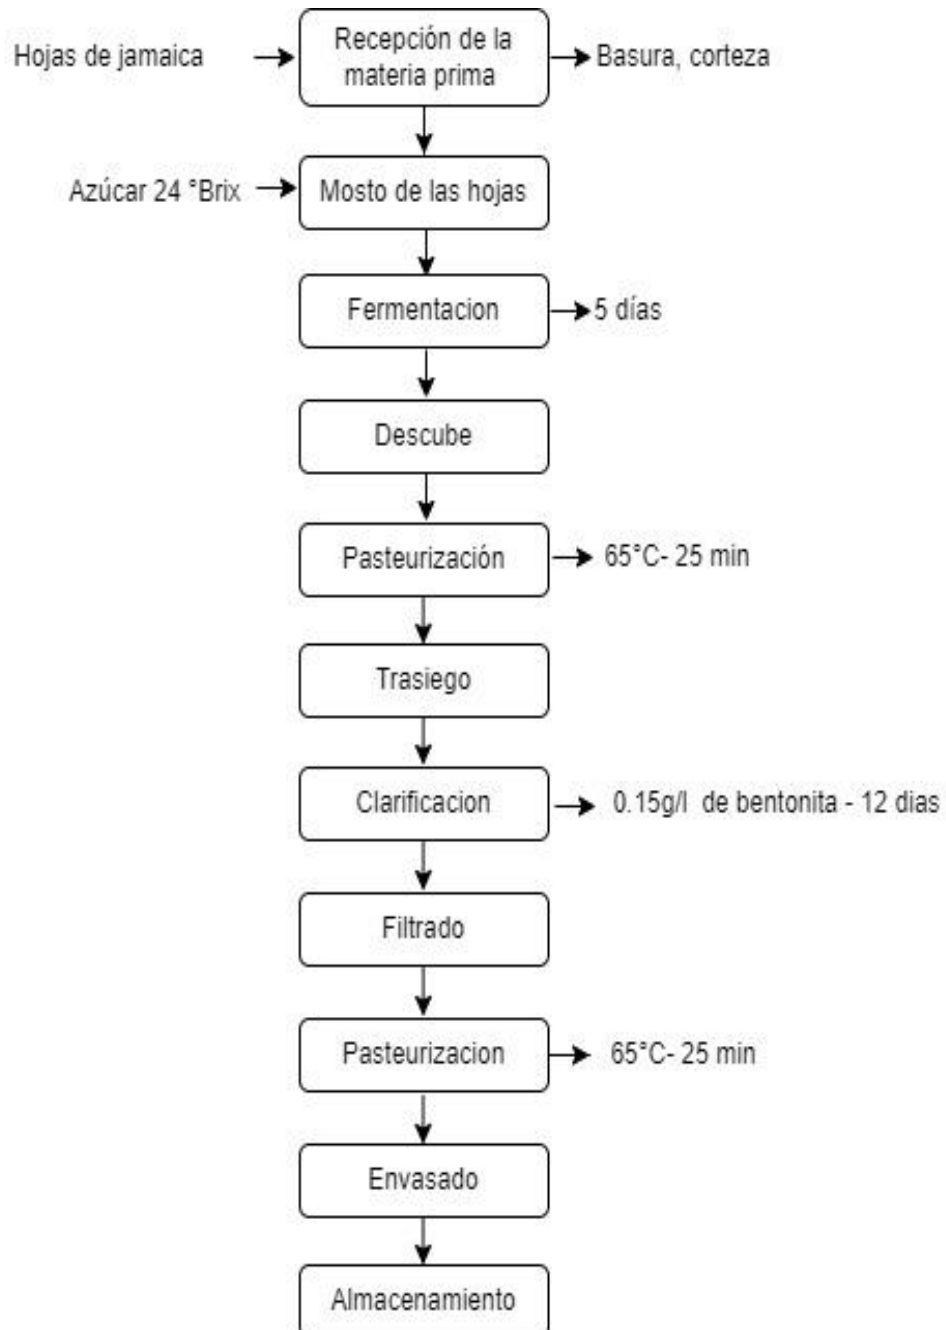 Hojas de jamaica
Recepción de la
materia prima
Basura, corteza
Azúcar 24 °Brix
Mosto de las hojas
Fermentacion
5 días
Descube
Pasteurización
65°C- 25 min
Trasiego
Clarificacion
0.15g/l de bentonita - 12 dias
Filtrado
Pasteurizacion
65°C- 25 min
Envasado
Almacenamiento